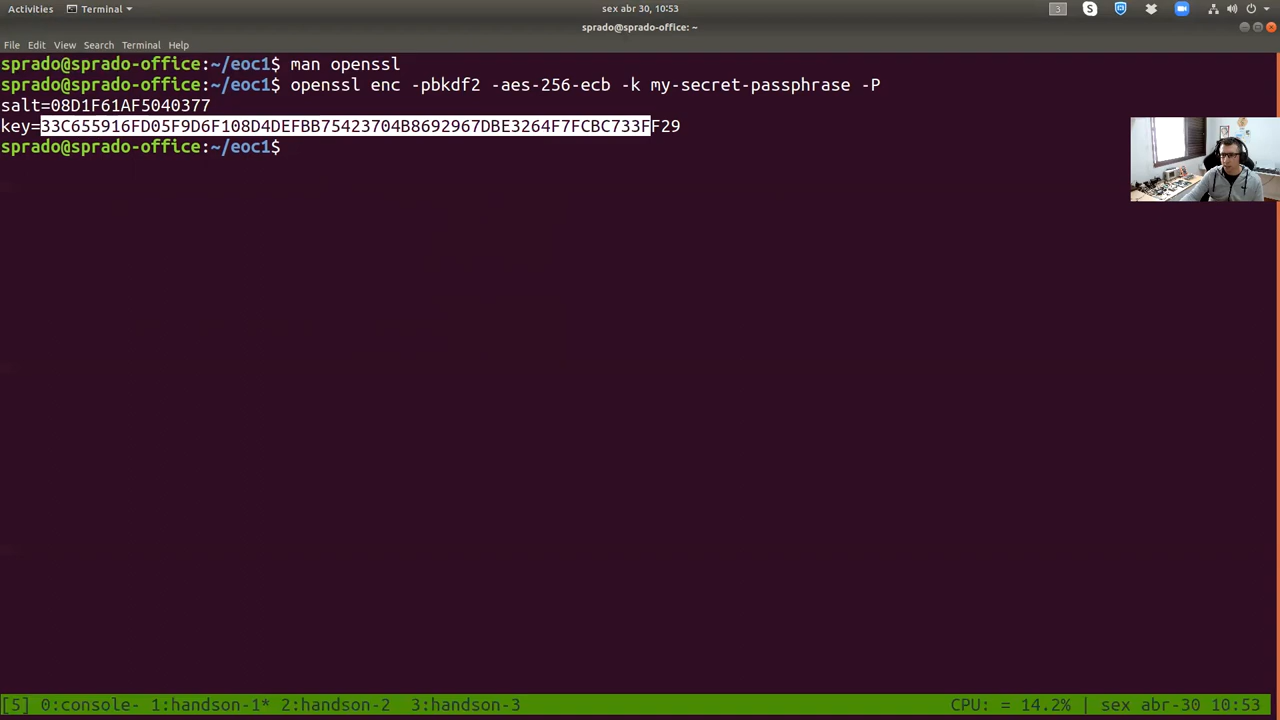 Activities Terminal sex abr 30, 10:53 3
sprado@sprado-office: ~
File Edit View Search Terminal Help
sprado@sprado-office:~/eoc1$ man openssl
sprado@sprado-office:~/eoc1$ openssl enc -pbkdf2 -aes-256-ecb -k my-secret-passphrase -P
salt=08D1F61AF5040377
key=33C655916FD05F9D6F108D4DEFBB75423704B8692967DBE3264F7FCBC733FF29
sprado@sprado-office:~/eoc1$
[5] 0:console- 1:handson-1* 2:handson-2 3:handson-3 CPU: = 14.2% | sex abr-30 10:53